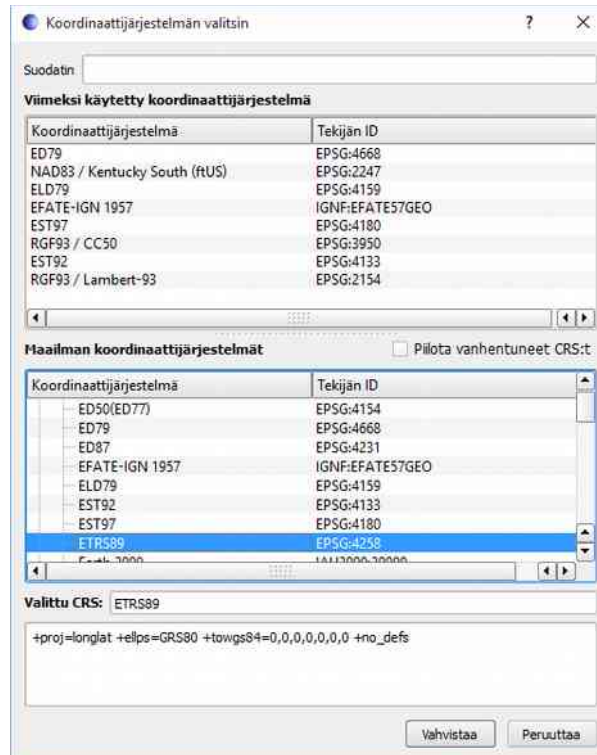 Koordinaattijärjestelmän valitsin
Suodatin
Viimeksi käytetty koordinaattijärjestelmä
Koordinaattijärjestelmä Tekijän ID
ED79 EPSG:4668
NAD83 / Kentucky South (ftUS) EPSG:2247
ELD79 EPSG:4159
EFATE-IGN 1957 IGNF:EFATE57GEO
EST97 EPSG:4180
RGF93 / CC50 EPSG:3950
EST92 EPSG:4133
RGF93 / Lambert-93 EPSG:2154
Maailman koordinaattijärjestelmät Piilota vanhentuneet CRS:t
Koordinaattijärjestelmä Tekijän ID
ED50(ED77) EPSG:4154
ED79 EPSG:4668
ED87 EPSG:4231
EFATE-IGN 1957 IGNF:EFATE57GEO
ELD79 EPSG:4159
EST92 EPSG:4133
EST97 EPSG:4180
ETRS89 EPSG:4258
Valittu CRS: ETRS89
+proj=longlat +ellps=GRS80 +towgs84=0,0,0,0,0,0,0 +no_defs
Vahvistaa Peruuttaa